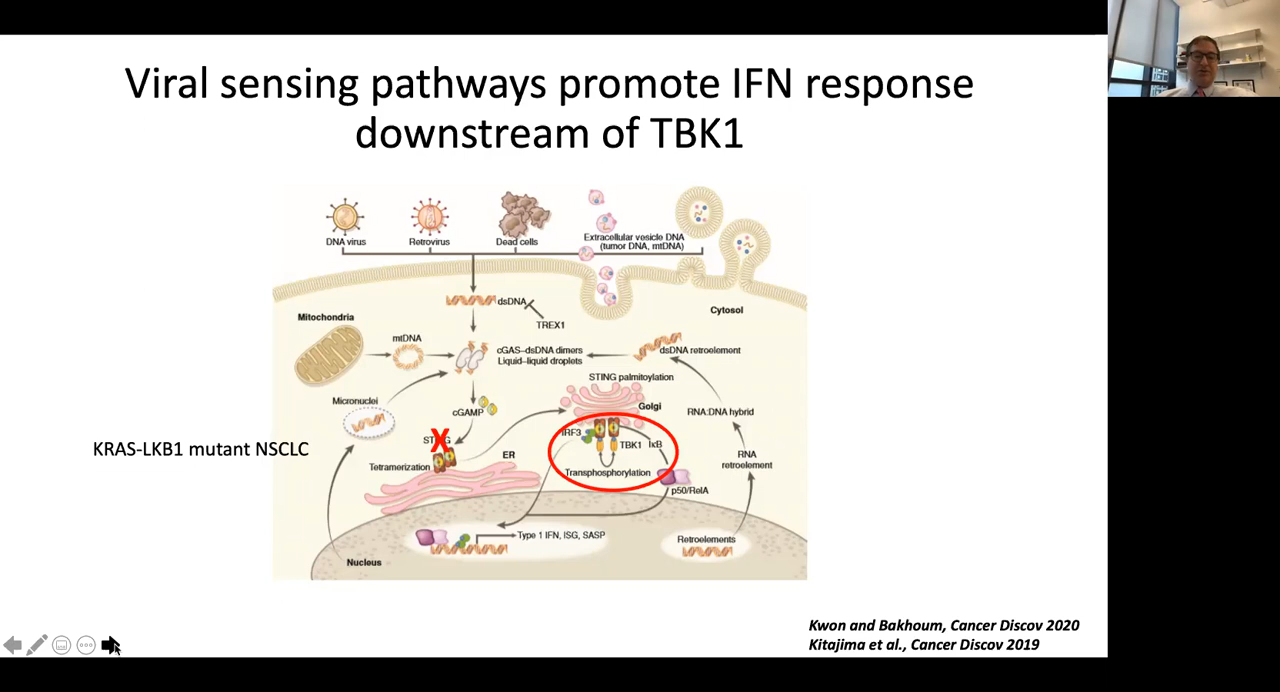 Viral sensing pathways promote IFN response
downstream of TBK1
DNA virus
Retrovirus
Dead cells
Extracellular vesicle DNA
(tumor DNA, mtDNA)
dsDNA
TREX1
Cytosol
Mitochondria
mtDNA
cGAS–dsDNA dimers
Liquid–liquid droplets
dsDNA retroelement
STING palmitoylation
Micronuclei
cGAMP
Golgi
RNA:DNA hybrid
IRF3
TBK1
IκB
KRAS-LKB1 mutant NSCLC
ER
RNA
retroelement
Tetramerization
Transphosphorylation
p50/RelA
Type 1 IFN, ISG, SASP
Retroelements
Nucleus
Kwon and Bakhoum, Cancer Discov 2020
Kitajima et al., Cancer Discov 2019